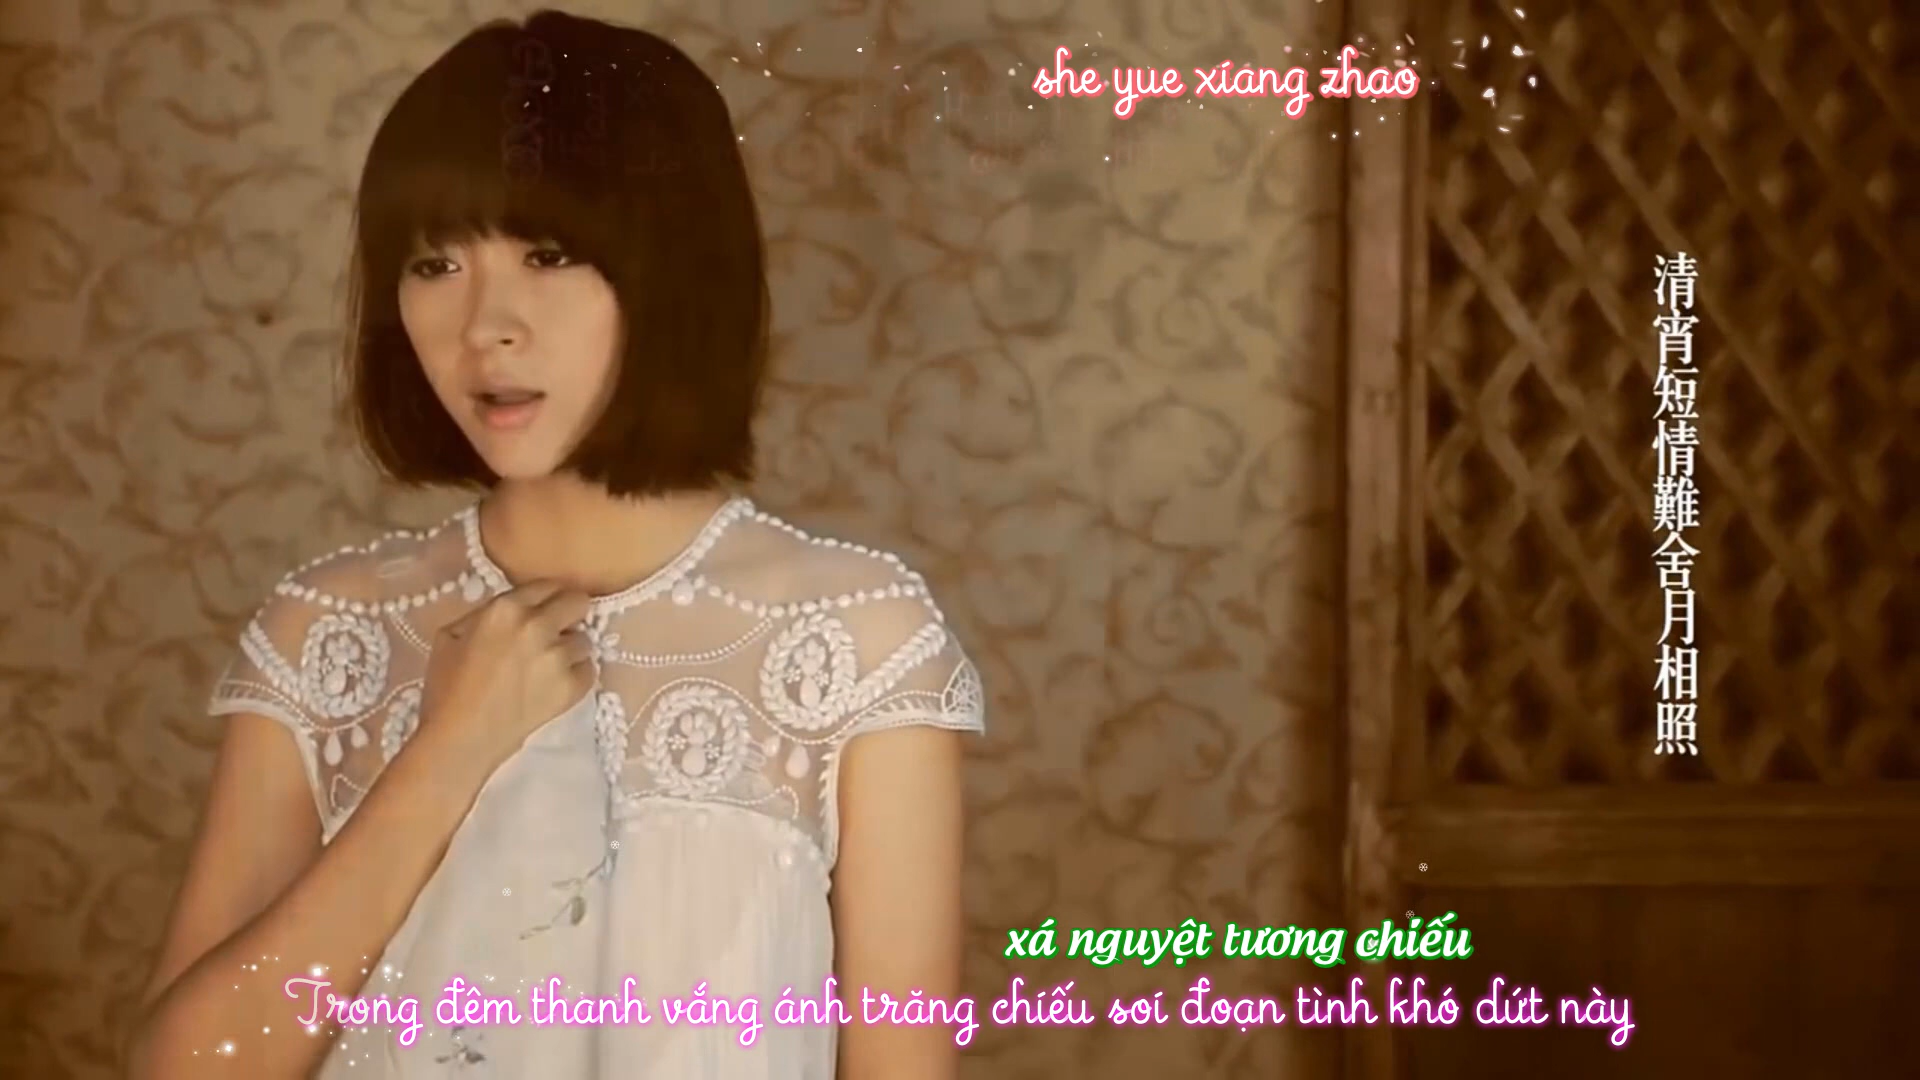 she yue xiang zhao
清宵短情難舍月相照
xá nguyệt tương chiếu
Trong đêm thanh vắng ánh trăng chiếu soi đoạn tình khó dứt này